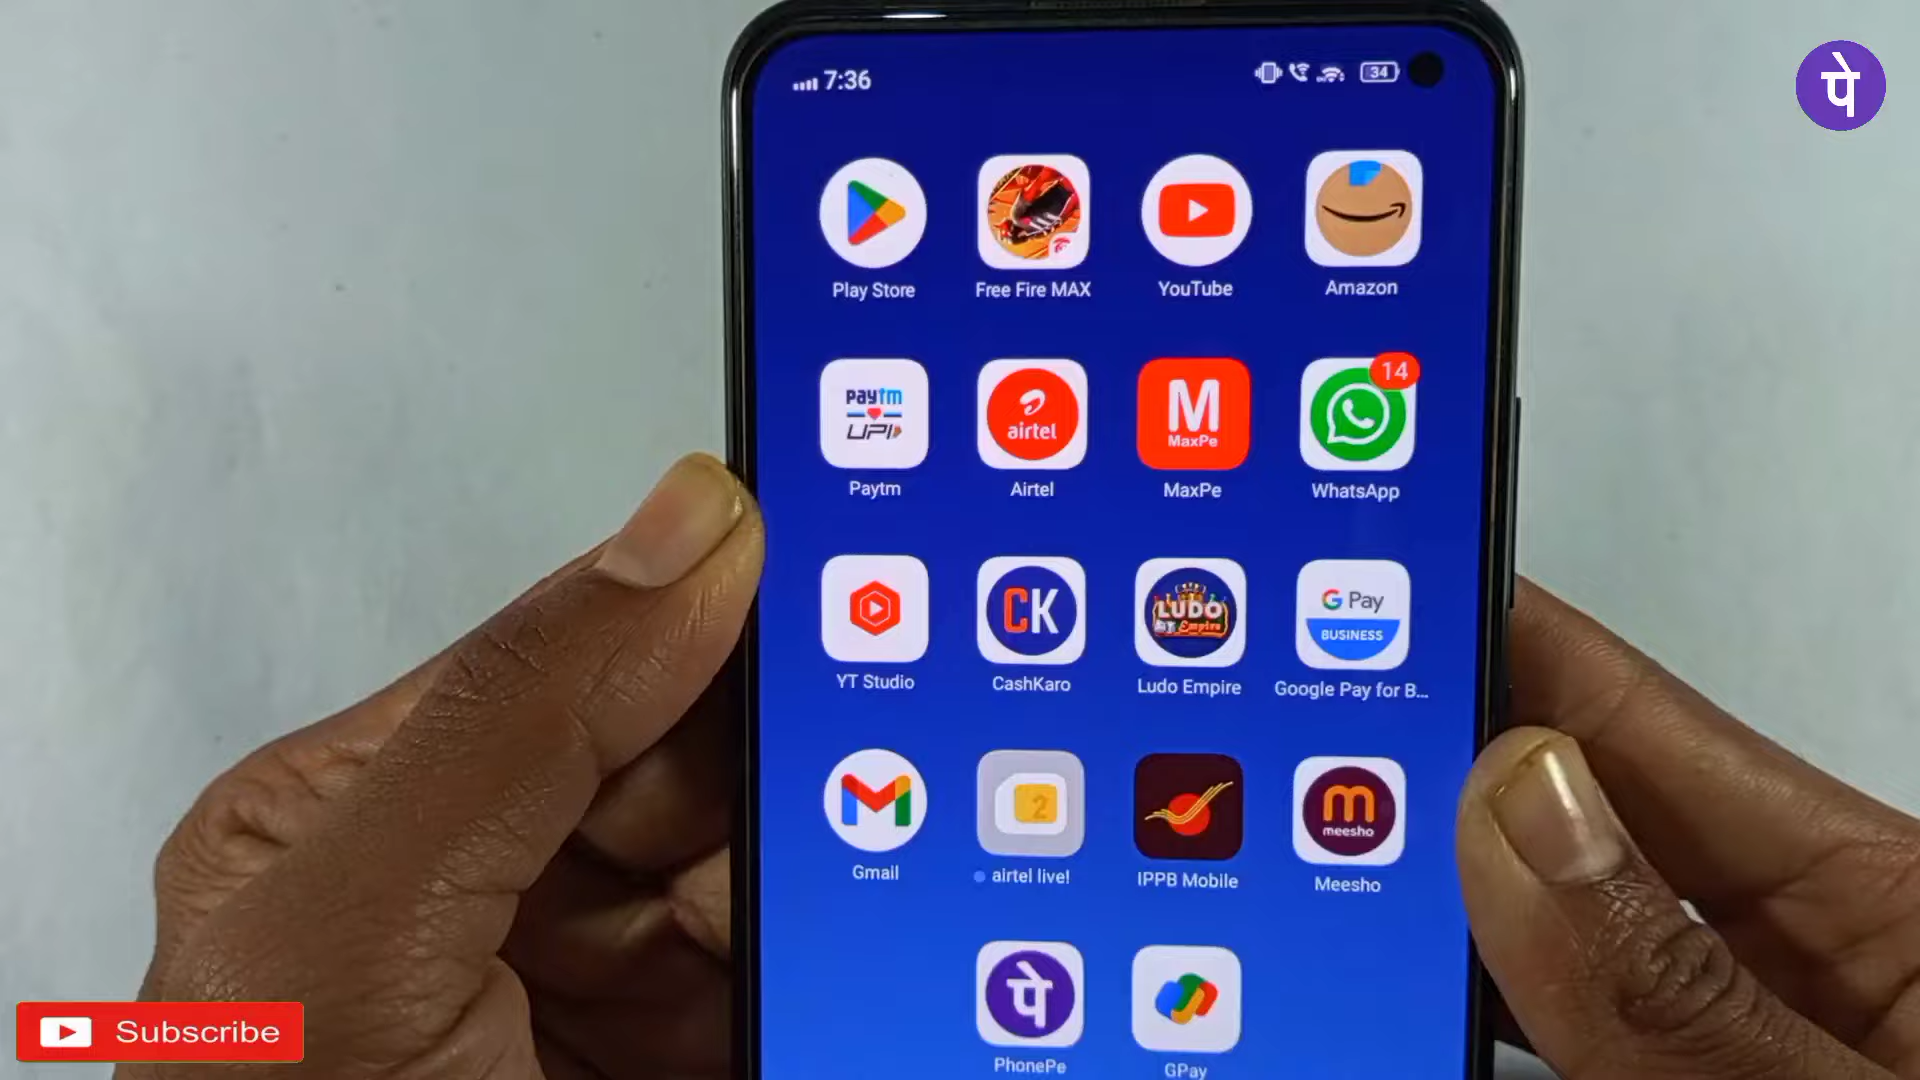 पे
7:36
34
Play Store
Free Fire MAX
YouTube
Amazon
paytm
UPI
airtel
M
MaxPe
14
Paytm
Airtel
MaxPe
WhatsApp
CK
LUDO
Empire
G Pay
BUSINESS
YT Studio
CashKaro
Ludo Empire
Google Pay for B...
2
meesho
Gmail
airtel live!
IPPB Mobile
Meesho
पे
PhonePe
GPay
Subscribe